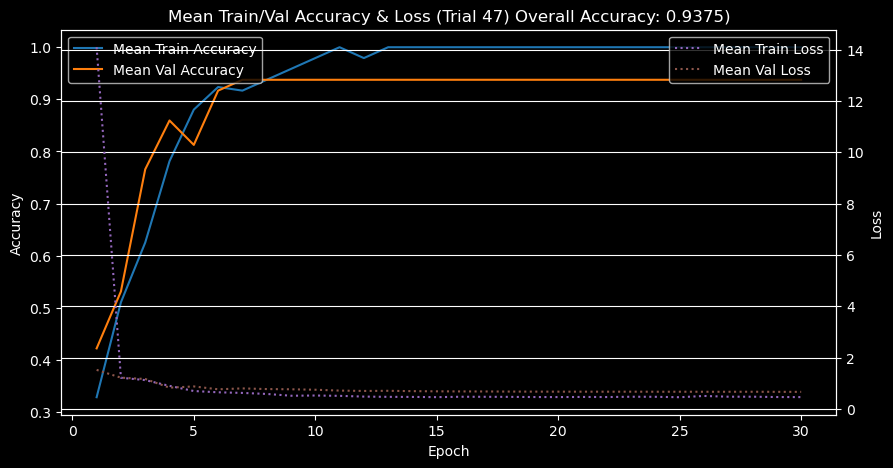 Mean Train/Val Accuracy & Loss (Trial 47) Overall Accuracy: 0.9375)
Mean Train Accuracy
Mean Val Accuracy
Mean Train Loss
Mean Val Loss
Accuracy
1.0
0.9
0.8
0.7
0.6
0.5
0.4
0.3
14
12
10
8
6
4
2
0
Loss
0 5 10 15 20 25 30
Epoch